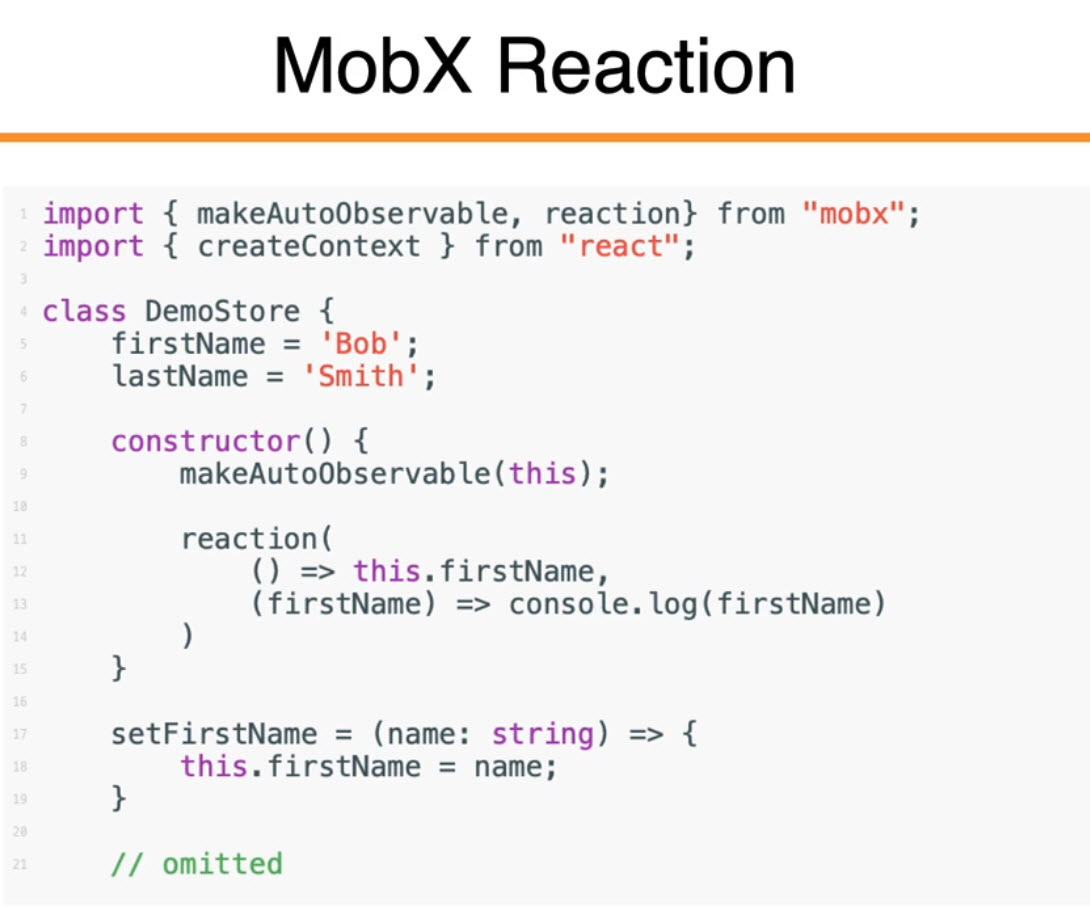 MobX Reaction
1 import { makeAutoObservable, reaction} from "mobx";
2 import { createContext } from "react";
3
4 class DemoStore {
5     firstName = 'Bob';
6     lastName = 'Smith';
7
8     constructor() {
9         makeAutoObservable(this);
10
11         reaction(
12             () => this.firstName,
13             (firstName) => console.log(firstName)
14         )
15     }
16
17     setFirstName = (name: string) => {
18         this.firstName = name;
19     }
20
21     // omitted